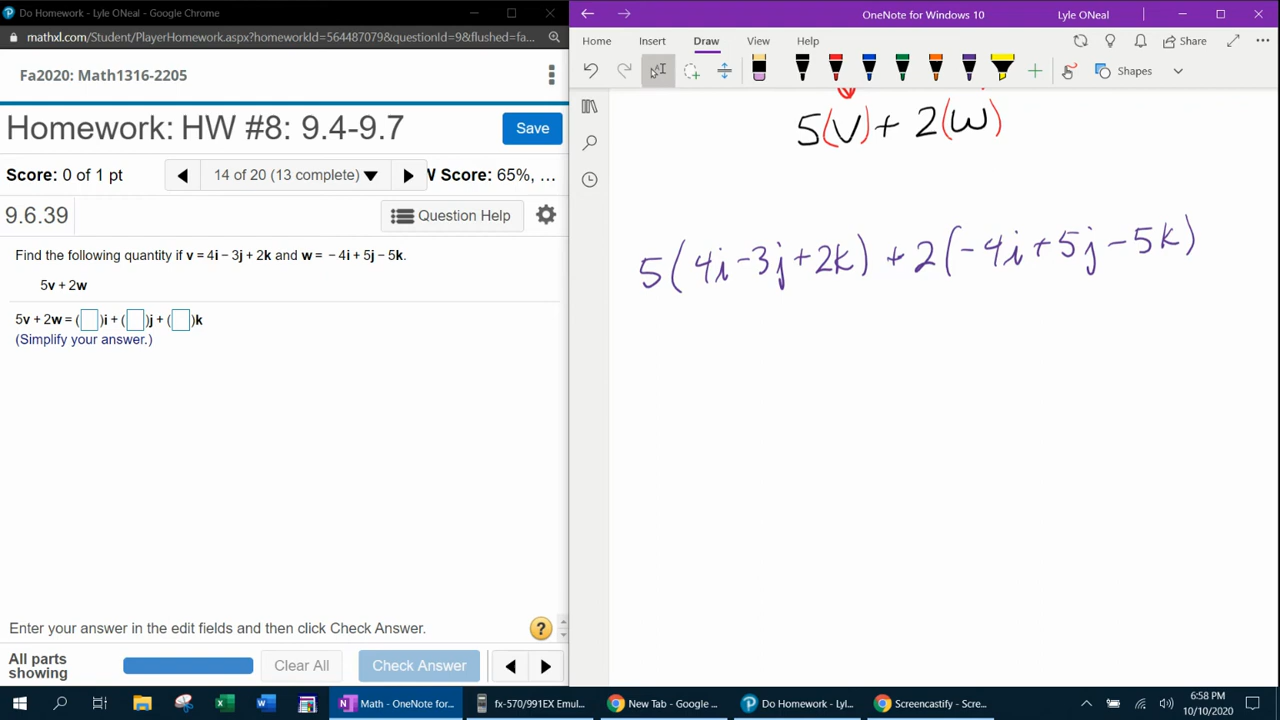 Do Homework - Lyle ONeal - Google Chrome
mathxl.com/Student/PlayerHomework.aspx?homeworkId=564487079&questionId=9&flushed=fa...
Fa2020: Math1316-2205
Homework: HW #8: 9.4-9.7
Save
Score: 0 of 1 pt
14 of 20 (13 complete)
W Score: 65%, ...
9.6.39
Question Help
Find the following quantity if v = 4i − 3j + 2k and w = − 4i + 5j − 5k.
5v + 2w
5v + 2w = ( )i + ( )j + ( )k
(Simplify your answer.)
Enter your answer in the edit fields and then click Check Answer.
?
All parts
showing
Clear All
Check Answer
OneNote for Windows 10
Lyle ONeal
Home
Insert
Draw
View
Help
Share
Shapes
5(v) + 2(w)
5(4i-3j+2k) + 2(-4i+5j-5k)
Math - OneNote for...
fx-570/991EX Emul...
New Tab - Google ...
Do Homework - Lyl...
Screencastify - Scre...
6:58 PM
10/10/2020